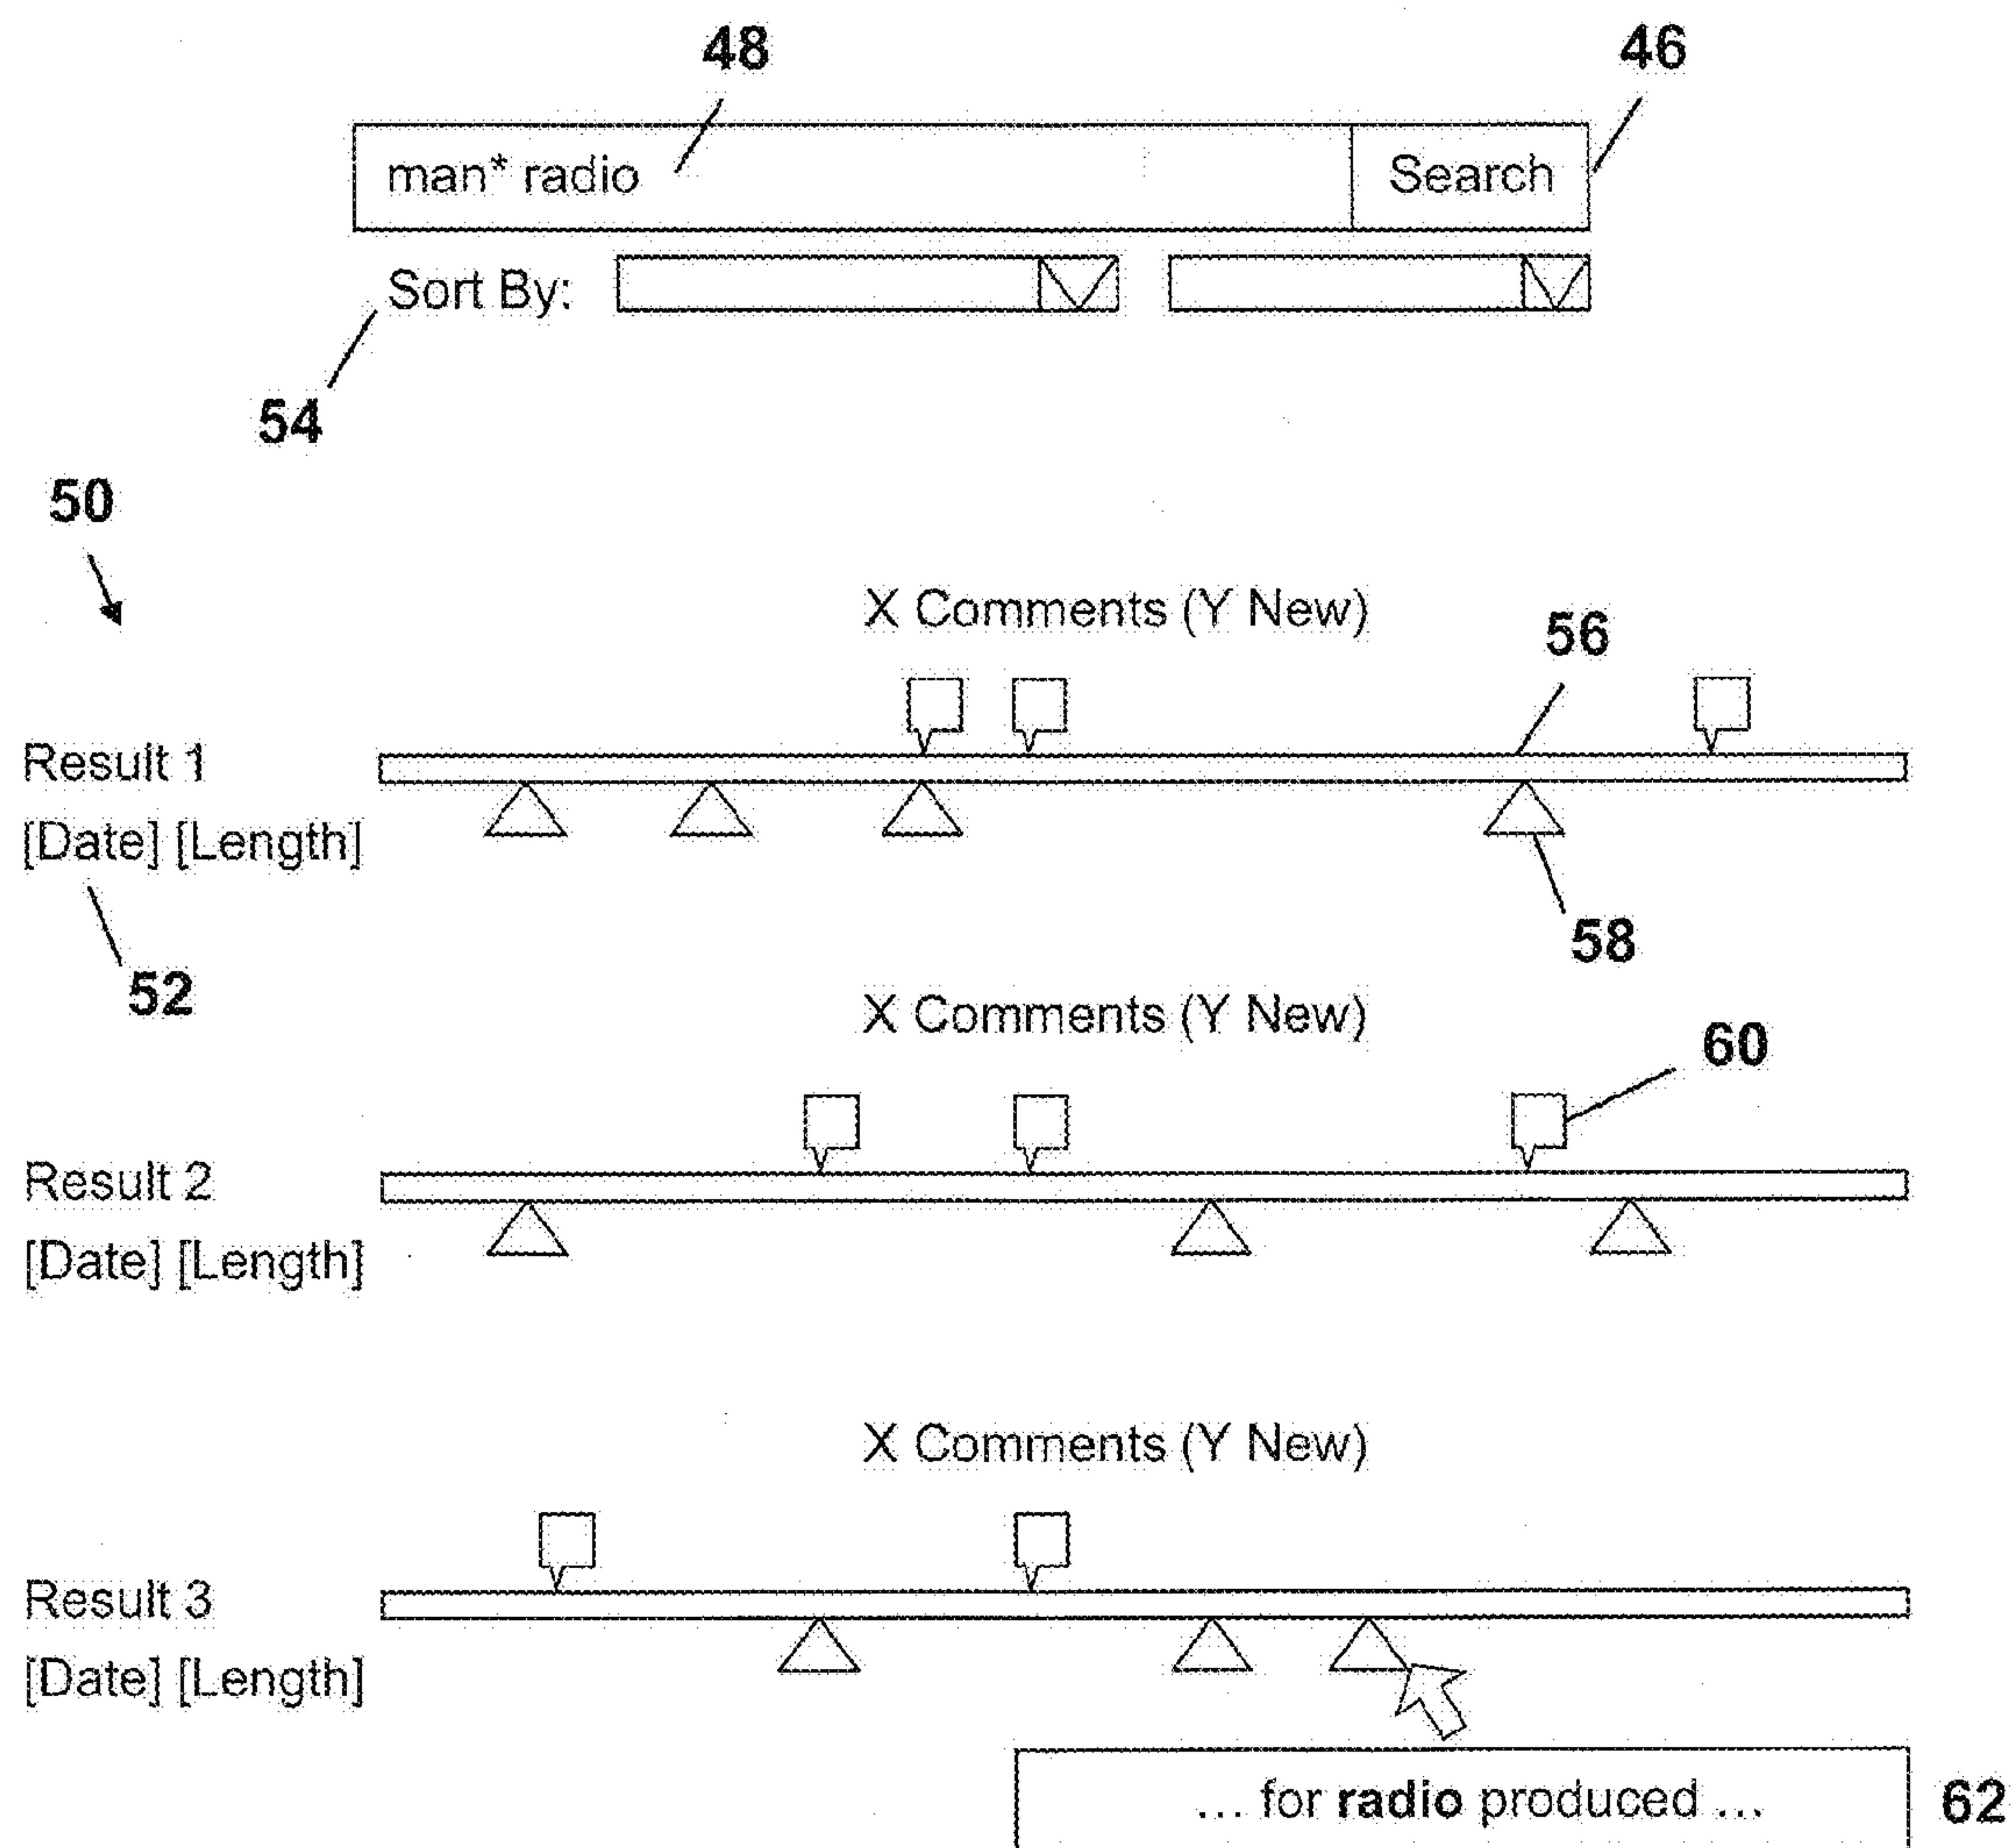 48 46
man* radio Search
Sort By:
54
50
X Comments (Y New)
56
Result 1
[Date] [Length]
58
52
X Comments (Y New)
60
Result 2
[Date] [Length]
X Comments (Y New)
Result 3
[Date] [Length]
... for radio produced ... 62